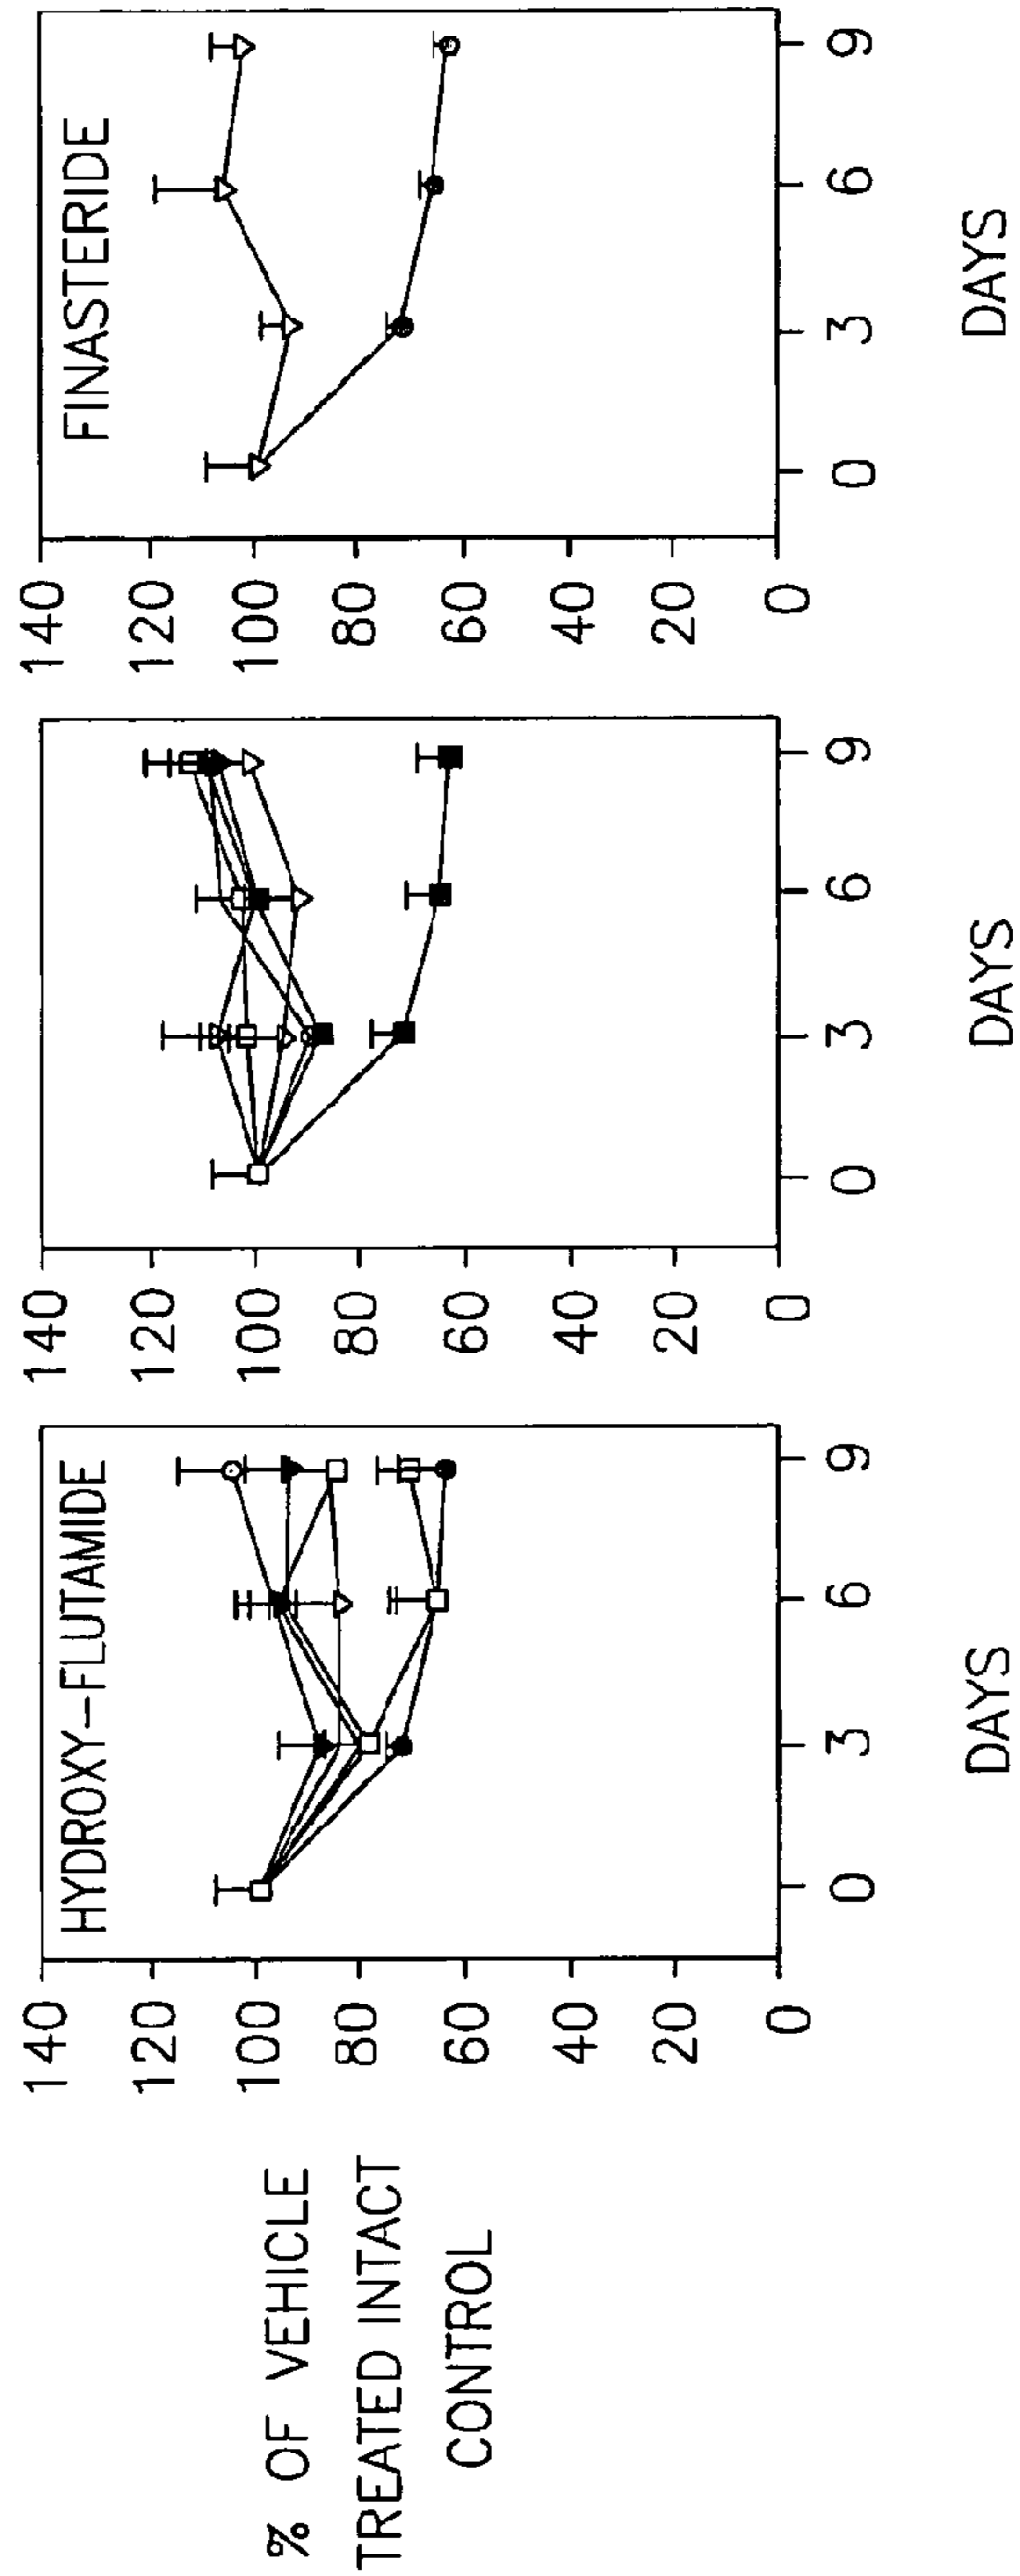 % OF VEHICLE
TREATED INTACT
CONTROL
HYDROXY-FLUTAMIDE
140
120
100
80
60
40
20
0
0 3 6 9
DAYS
140
120
100
80
60
40
20
0
0 3 6 9
DAYS
FINASTERIDE
140
120
100
80
60
40
20
0
0 3 6 9
DAYS